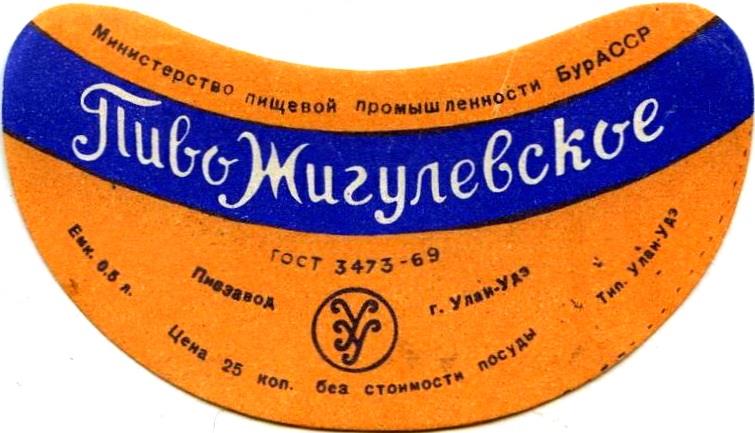 Министерство пищевой промышленности БурАССР
Пиво Жигулевское
ГОСТ 3473-69
Емк. 0.5 л.
Пивзавод
г. Улан-Удэ
Тип. Улан-Удэ
Цена 25 коп. без стоимости посуды